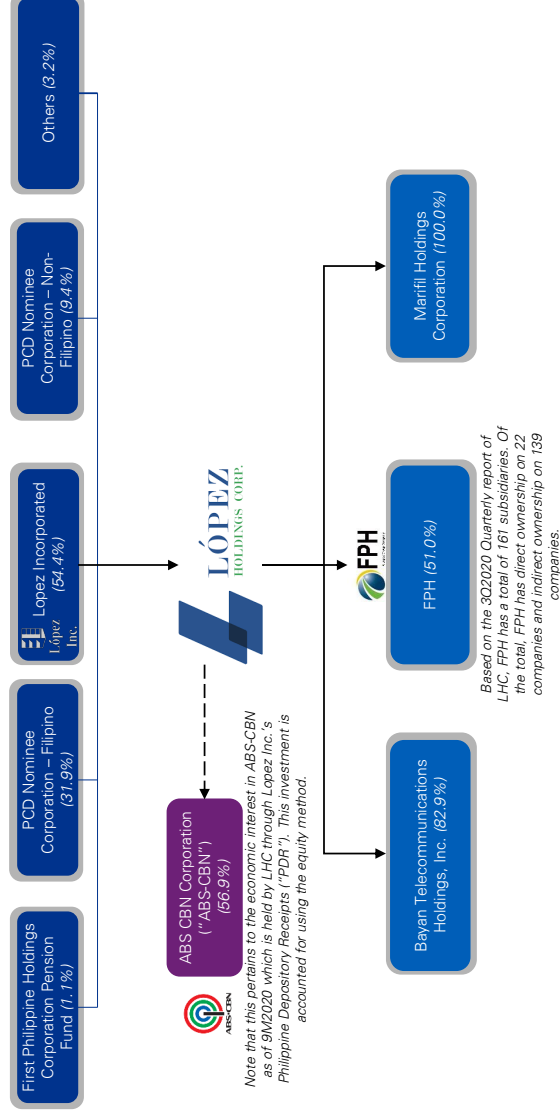 First Philippine Holdings
Corporation Pension
Fund (1.1%)
PCD Nominee
Corporation – Filipino
(31.9%)
López
Inc.
Lopez Incorporated
(54.4%)
PCD Nominee
Corporation – Non-
Filipino (9.4%)
Others (3.2%)
ABS-CBN
ABS CBN Corporation
("ABS-CBN")
(56.9%)
Note that this pertains to the economic interest in ABS-CBN
as of 9M2020 which is held by LHC through Lopez Inc.'s
Philippine Depository Receipts ("PDR"). This investment is
accounted for using the equity method.
LÓPEZ
HOLDINGS CORP.
Bayan Telecommunications
Holdings, Inc. (82.9%)
FPH
FPH (51.0%)
Based on the 3Q2020 Quarterly report of
LHC, FPH has a total of 161 subsidiaries. Of
the total, FPH has direct ownership on 22
companies and indirect ownership on 139
companies.
Marifil Holdings
Corporation (100.0%)